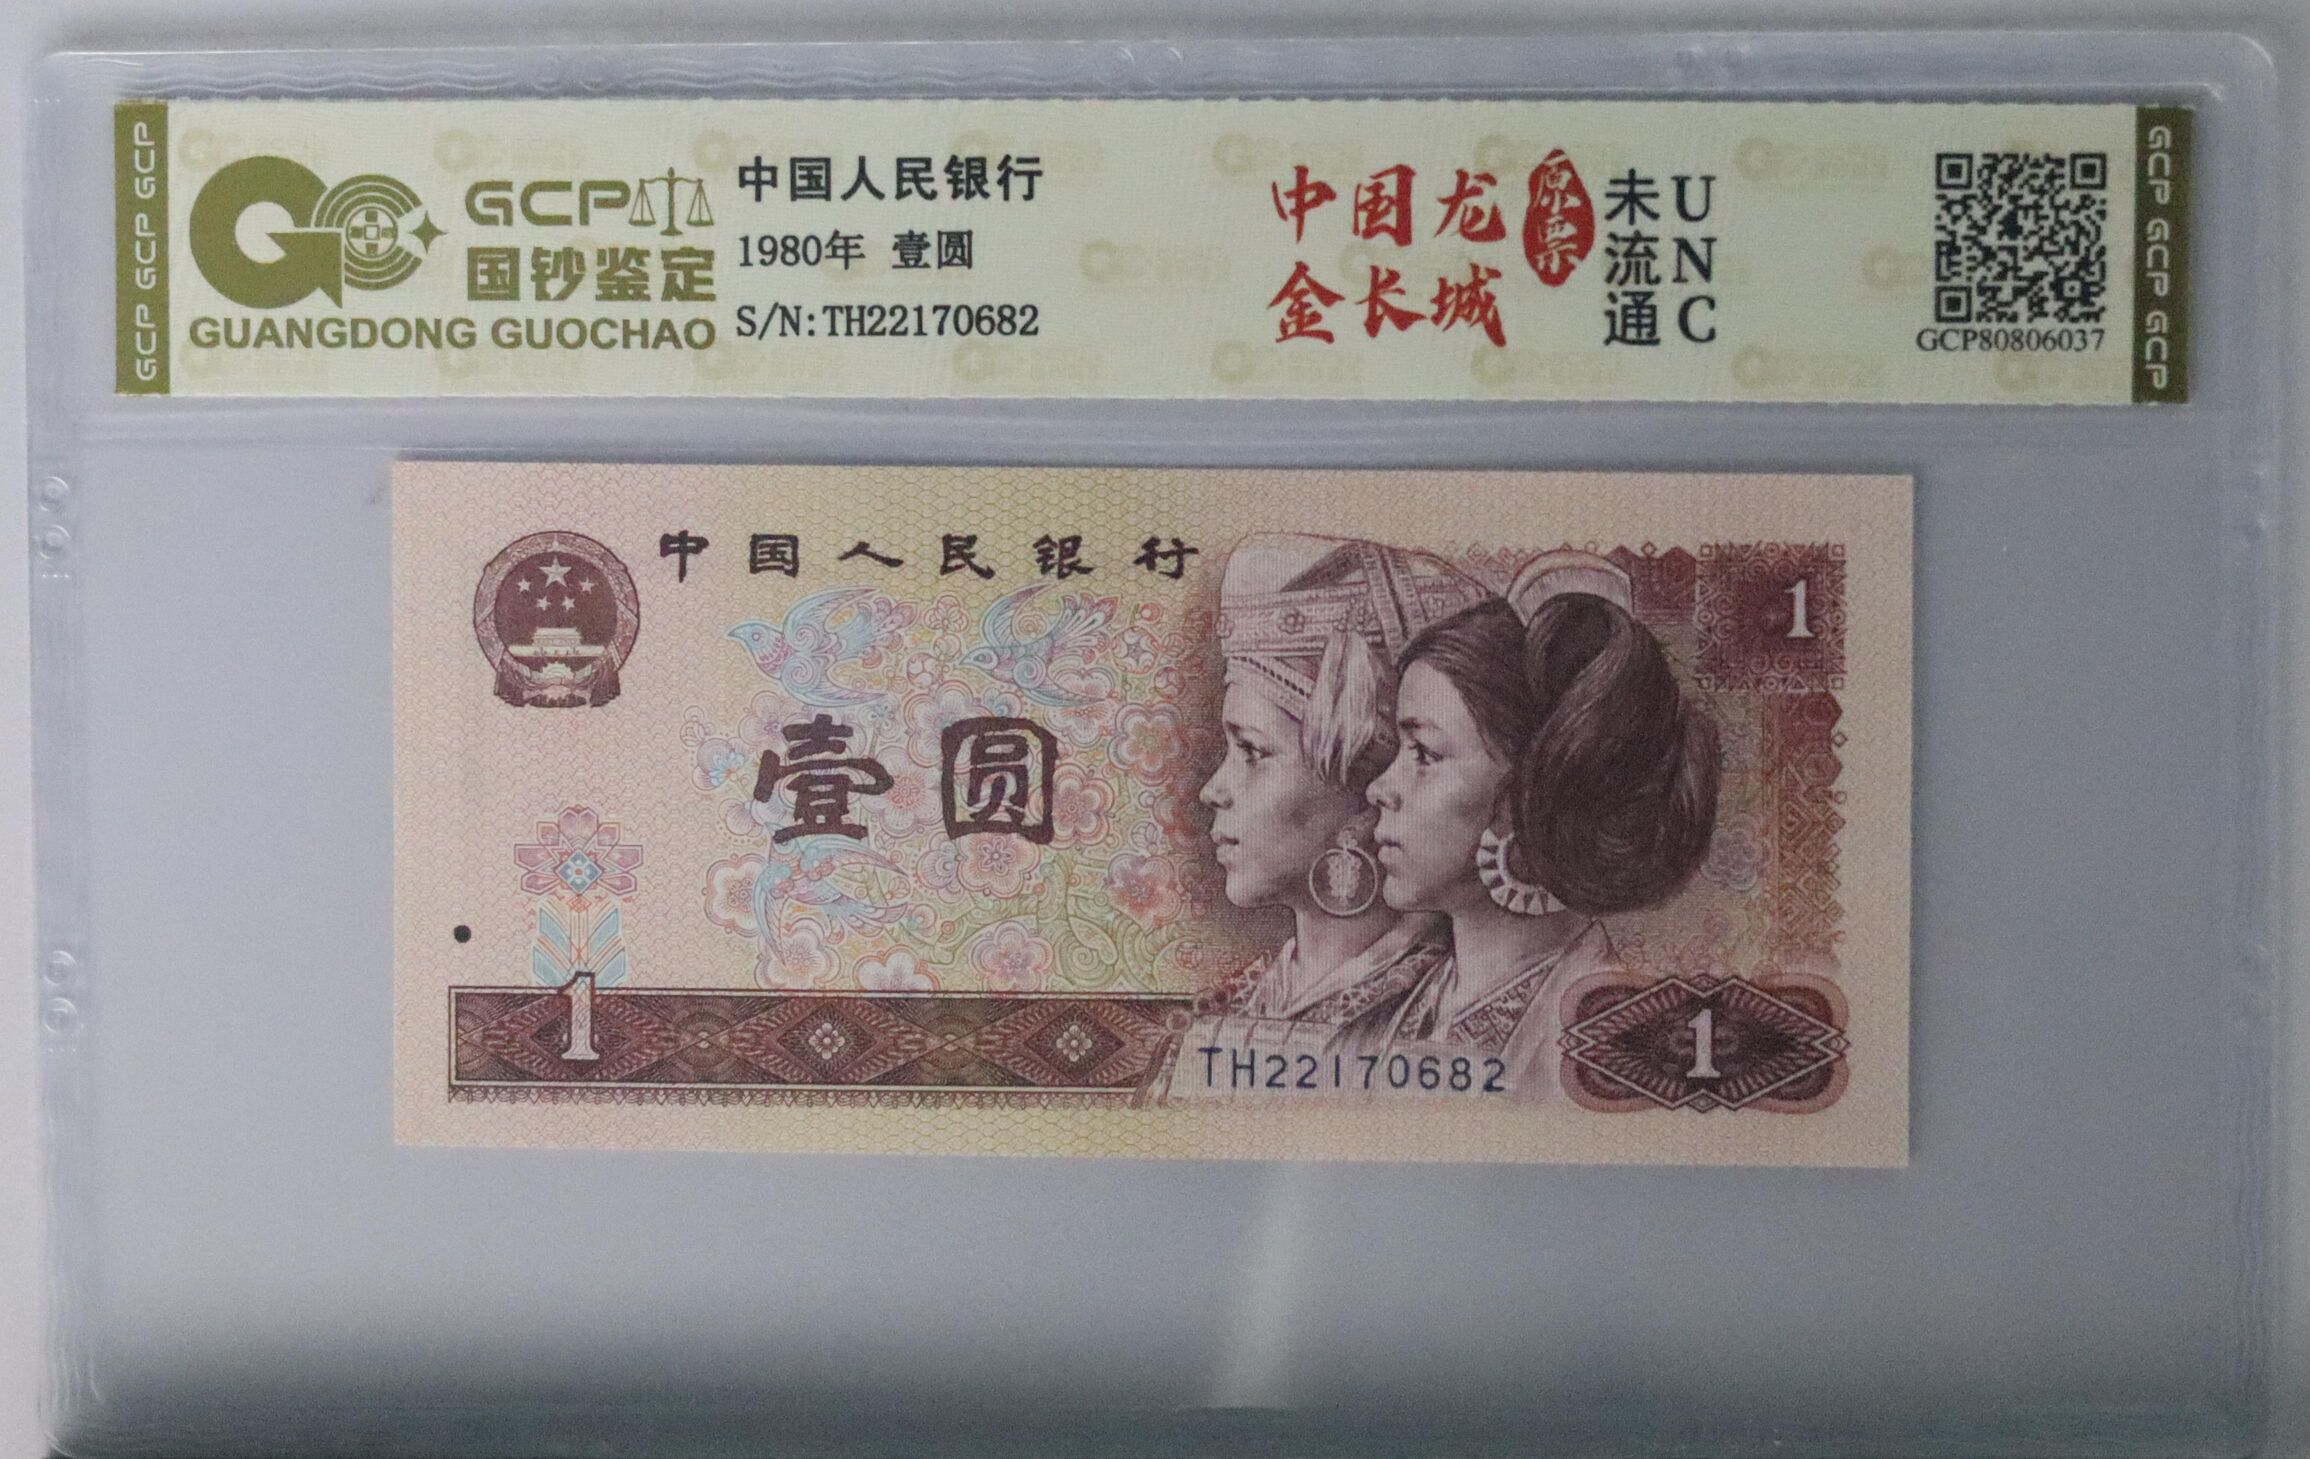 GCP GCP GCP
GCP
国钞鉴定
GUANGDONG GUOCHAO
中国人民银行
1980年 壹圆
S/N:TH22170682
中国龙
金长城
原票
未流通
UNC
GCP80806037
GCP GCP GCP
中国人民银行
1
壹圆
1
TH22170682
1